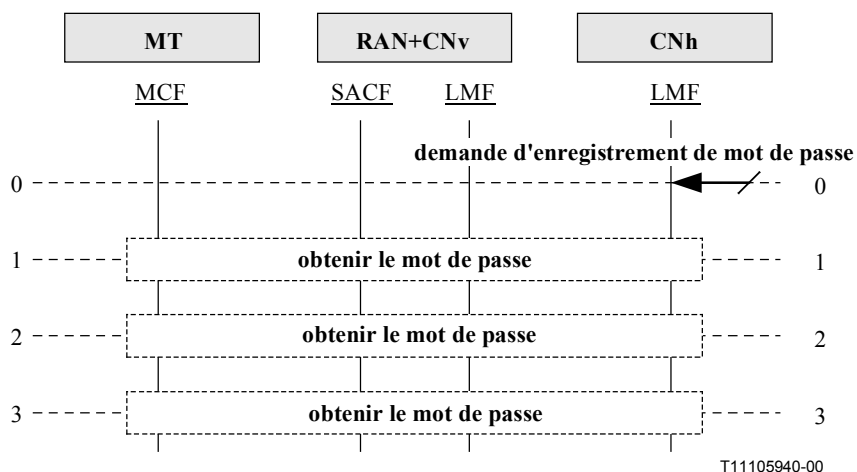 MT RAN+CNv CNh
MCF SACF LMF LMF
demande d'enregistrement de mot de passe
0 0
1 obtenir le mot de passe 1
2 obtenir le mot de passe 2
3 obtenir le mot de passe 3
T11105940-00